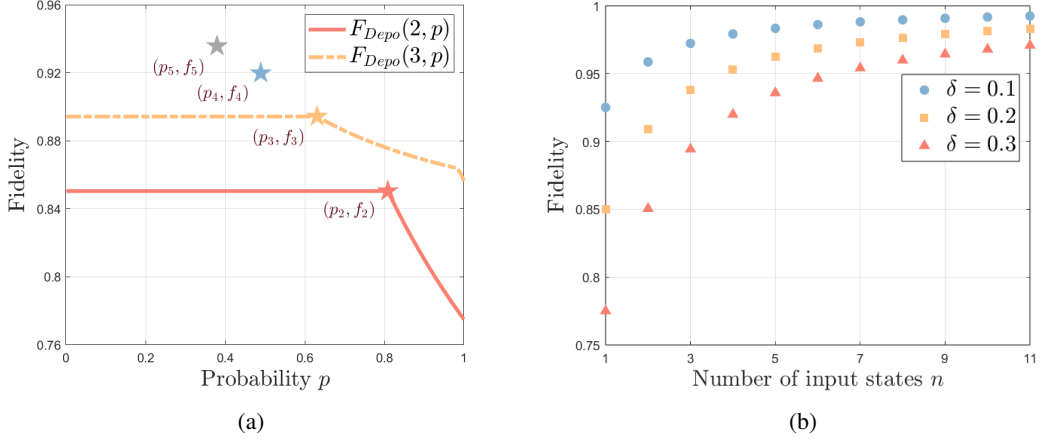 0.96
0.92
0.88
0.84
0.8
0.76
Fidelity
0
0.2
0.4
0.6
0.8
1
Probability p
F_{Depo}(2, p)
F_{Depo}(3, p)
(p_5, f_5)
(p_4, f_4)
(p_3, f_3)
(p_2, f_2)
(a)
1
0.95
0.9
0.85
0.8
0.75
Fidelity
1
3
5
7
9
11
Number of input states n
δ = 0.1
δ = 0.2
δ = 0.3
(b)